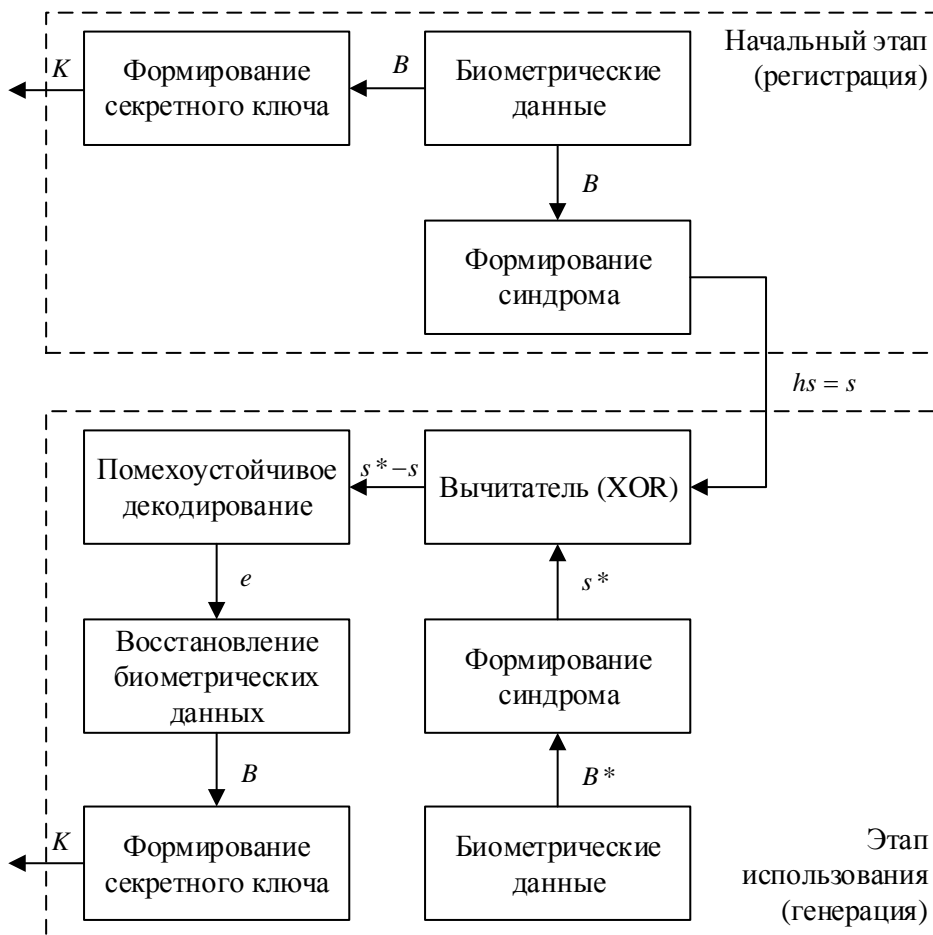 Начальный этап
(регистрация)
K
Формирование
секретного ключа
B
Биометрические
данные
B
Формирование
синдрома
hs = s
Помехоустойчивое
декодирование
s*−s
Вычитатель (XOR)
e
s*
Восстановление
биометрических
данных
Формирование
синдрома
B
B*
K
Формирование
секретного ключа
Биометрические
данные
Этап
использования
(генерация)